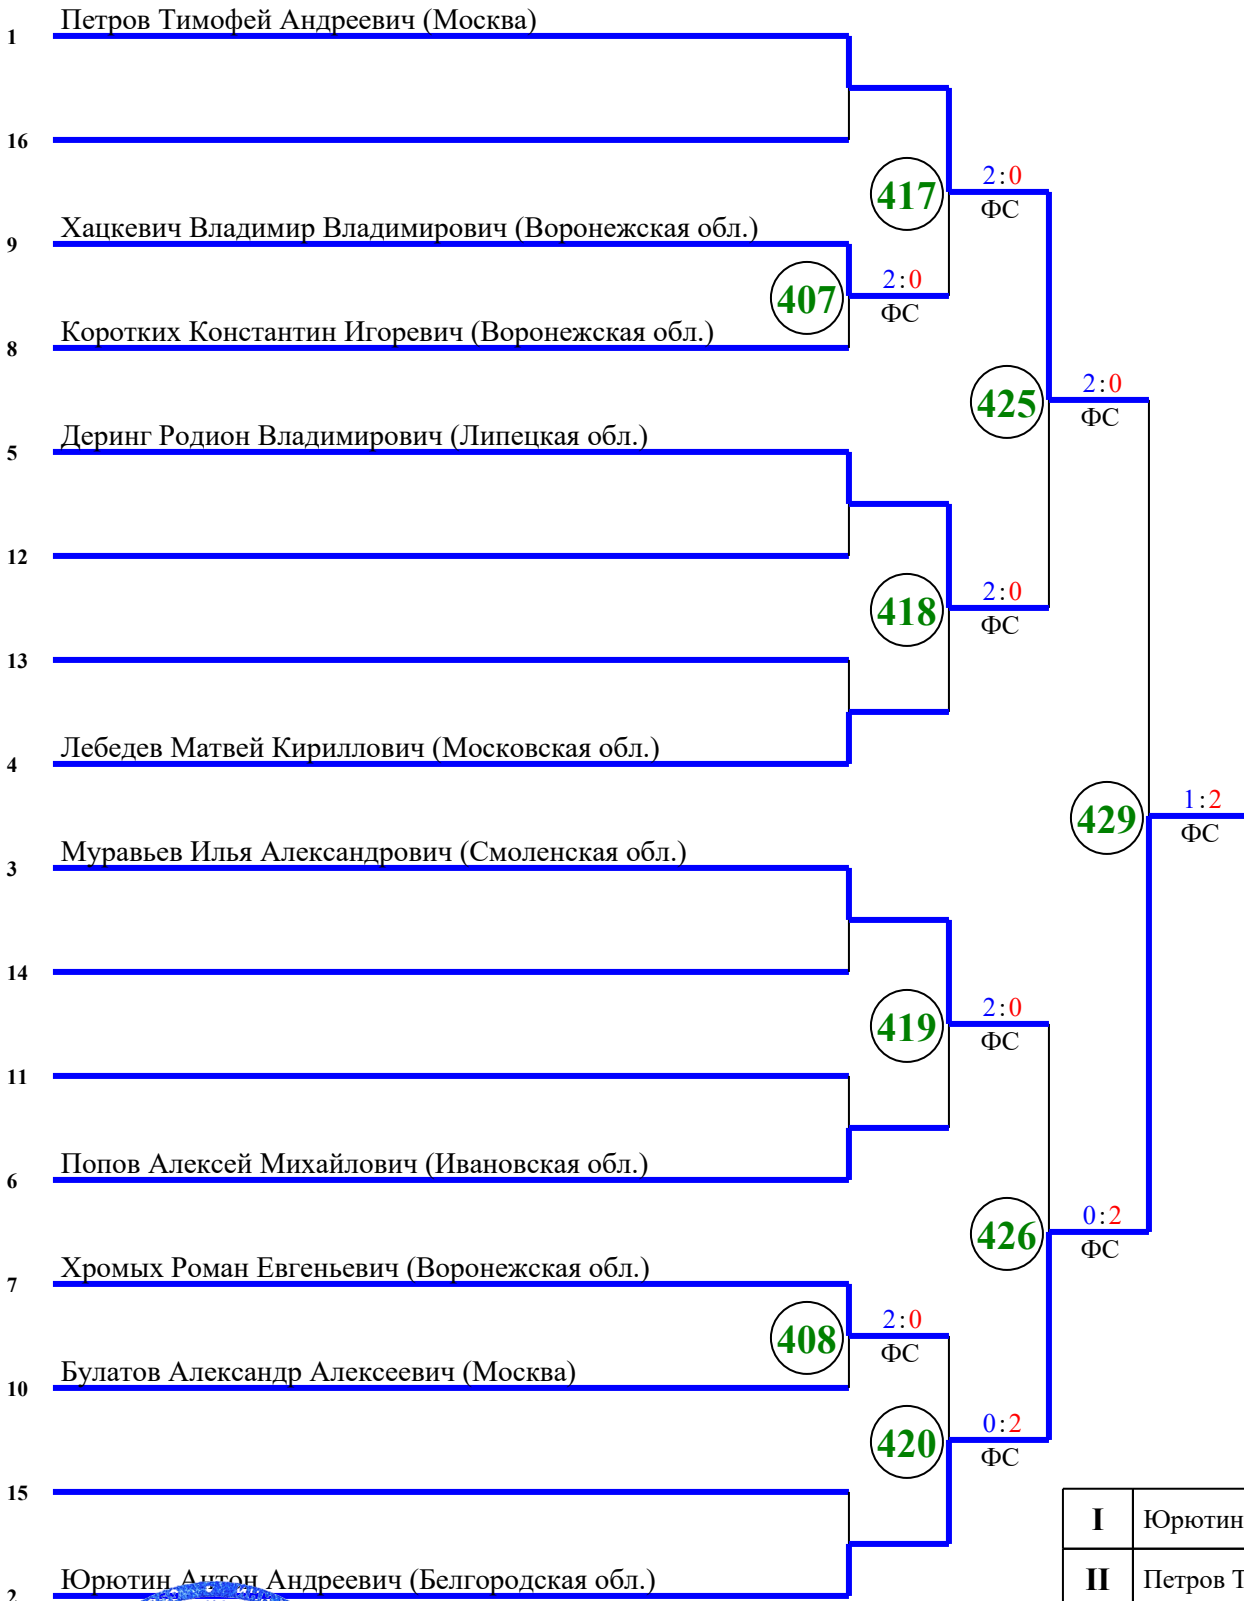 Петров Тимофей Андреевич (Москва)
1
16
417
2:0
ФС
Хацкевич Владимир Владимирович (Воронежская обл.)
9
407
2:0
ФС
Коротких Константин Игоревич (Воронежская обл.)
8
425
2:0
ФС
Деринг Родион Владимирович (Липецкая обл.)
5
12
418
2:0
ФС
13
Лебедев Матвей Кириллович (Московская обл.)
4
429
1:2
ФС
Муравьев Илья Александрович (Смоленская обл.)
3
14
419
2:0
ФС
11
Попов Алексей Михайлович (Ивановская обл.)
6
426
0:2
ФС
Хромых Роман Евгеньевич (Воронежская обл.)
7
408
2:0
ФС
Булатов Александр Алексеевич (Москва)
10
420
0:2
ФС
15
I Юрютин
Юрютин Антон Андреевич (Белгородская обл.)
2
II Петров Т